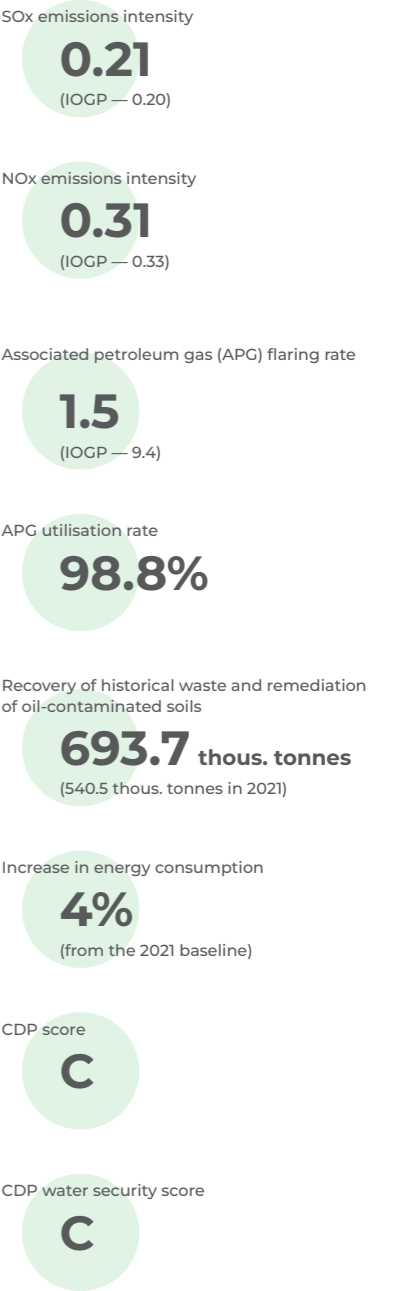 SOx emissions intensity
0.21
(IOGP — 0.20)
NOx emissions intensity
0.31
(IOGP — 0.33)
Associated petroleum gas (APG) flaring rate
1.5
(IOGP — 9.4)
APG utilisation rate
98.8%
Recovery of historical waste and remediation
of oil-contaminated soils
693.7 thous. tonnes
(540.5 thous. tonnes in 2021)
Increase in energy consumption
4%
(from the 2021 baseline)
CDP score
C
CDP water security score
C